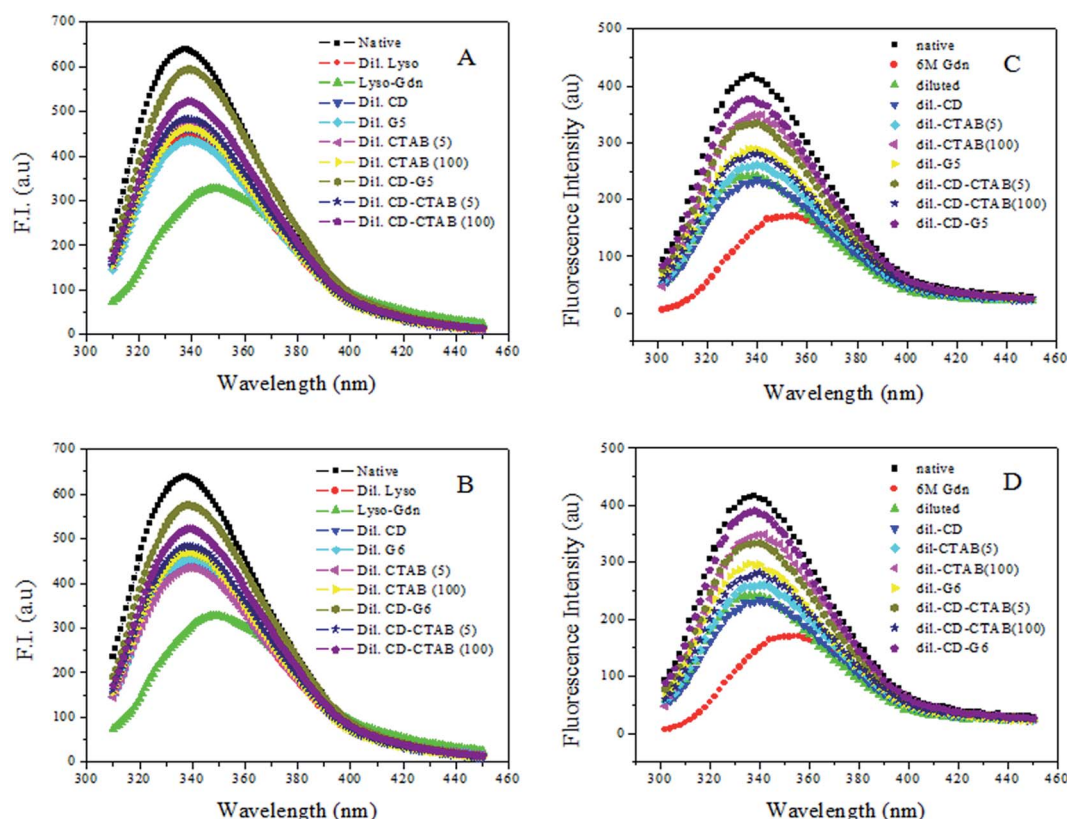 A
F.I. (a.u)
700
600
500
400
300
200
100
0
Native
Dil. Lyso
Lyso-Gdn
Dil. CD
Dil. G5
Dil. CTAB (5)
Dil. CTAB (100)
Dil. CD-G5
Dil. CD-CTAB (5)
Dil. CD-CTAB (100)
300 320 340 360 380 400 420 440 460
Wavelength (nm)
C
Fluorescence Intensity (au)
500
400
300
200
100
0
native
6M Gdn
diluted
dil.-CD
dil.-CTAB(5)
dil.-CTAB(100)
dil.-G5
dil.-CD-CTAB(5)
dil.-CD-CTAB(100)
dil.-CD-G5
300 320 340 360 380 400 420 440 460
Wavelength (nm)
B
F.I. (a.u)
700
600
500
400
300
200
100
0
Native
Dil. Lyso
Lyso-Gdn
Dil. CD
Dil. G6
Dil. CTAB (5)
Dil. CTAB (100)
Dil. CD-G6
Dil. CD-CTAB (5)
Dil. CD-CTAB (100)
300 320 340 360 380 400 420 440 460
Wavelength (nm)
D
Fluorescence Intensity (au)
500
400
300
200
100
0
native
6M Gdn
diluted
dil.-CD
dil-CTAB(5)
dil.-CTAB(100)
dil.-G6
dil.-CD-CTAB(5)
dil.-CD-CTAB(100)
dil.-CD-G6
300 320 340 360 380 400 420 440 460
Wavelength (nm)